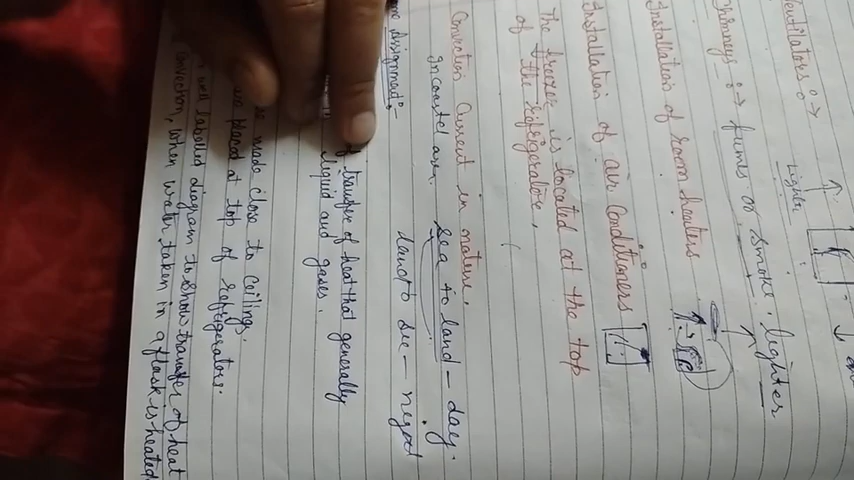 Ventilators :→
Lighter
Chimneys :→ fumes or smoke, lighter
Installation of room heaters
Installation of air conditioners
The freezer is located at the top
of the refrigerator.
Convection Current in nature.
In coastal area. Sea to land - day.
land to
assignment:-
transfer of heat that generally
liquid and gases.
made close to ceilings.
placed at top of refrigerators.
well labelled diagram to show transfer of heat
convection, when water taken in a flask is heated